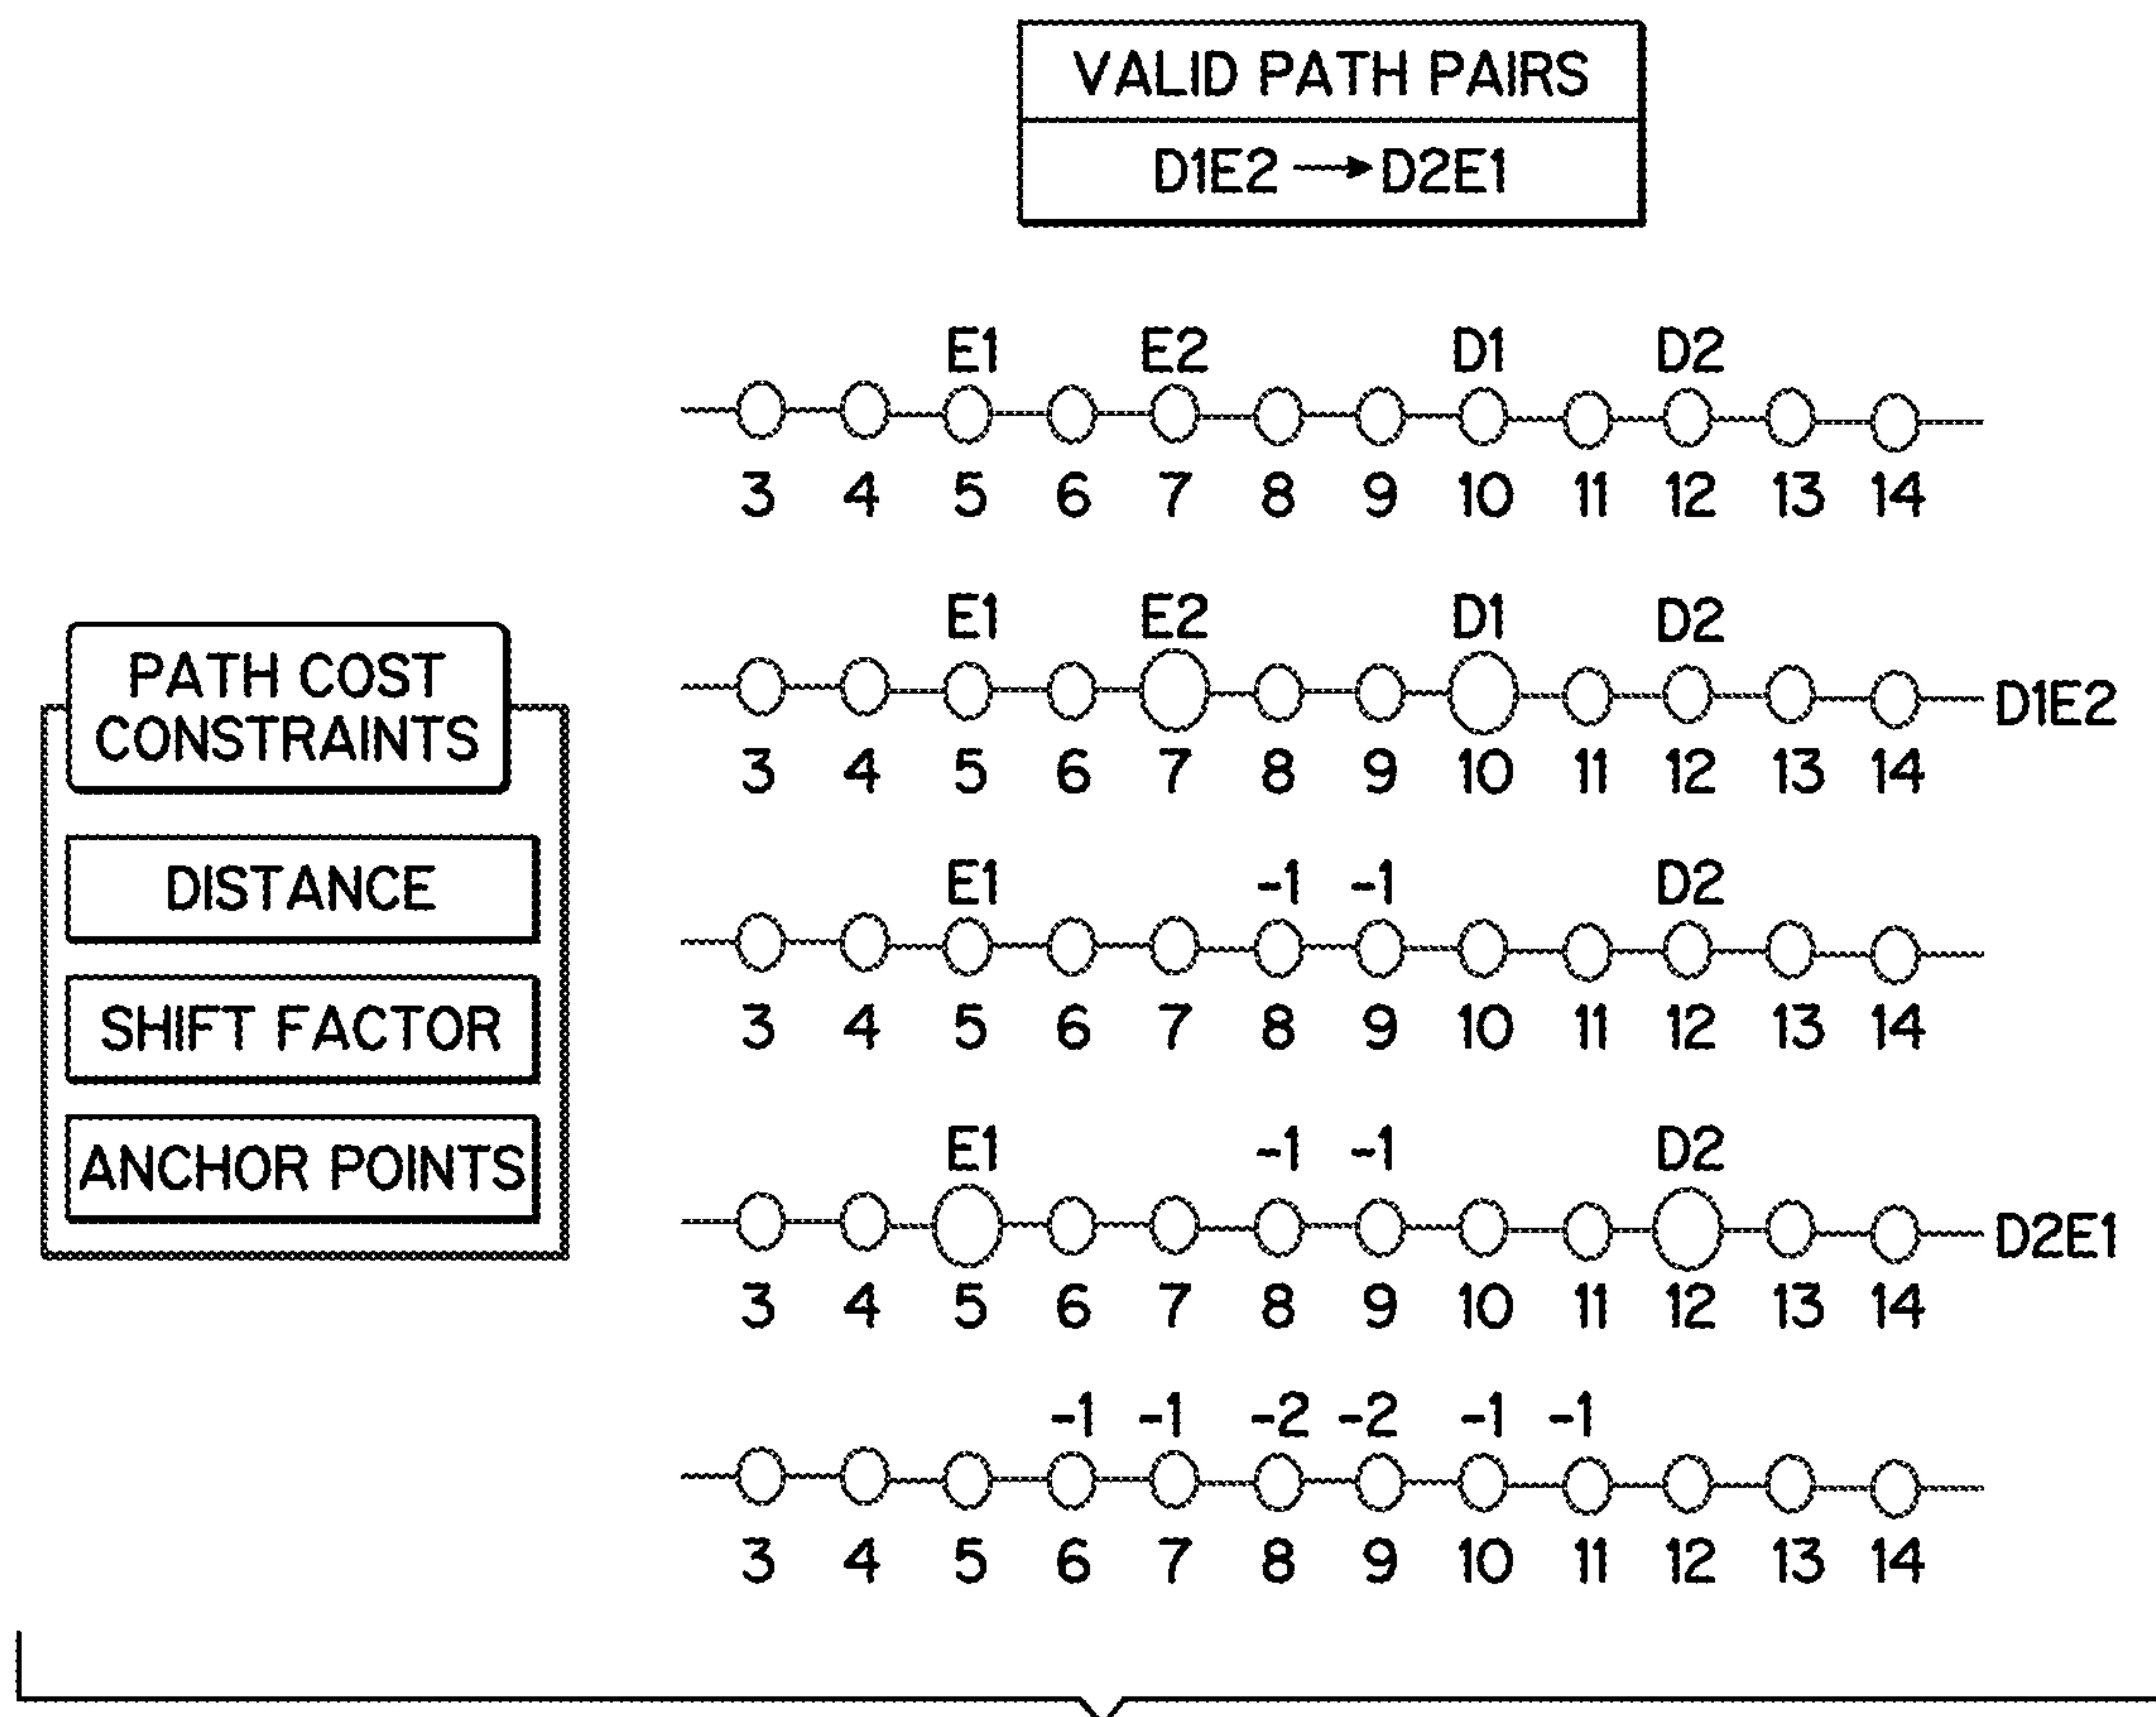 VALID PATH PAIRS
D1E2 → D2E1
E1 E2 D1 D2
3 4 5 6 7 8 9 10 11 12 13 14
E1 E2 D1 D2
D1E2
3 4 5 6 7 8 9 10 11 12 13 14
PATH COST
CONSTRAINTS
DISTANCE
SHIFT FACTOR
ANCHOR POINTS
E1 -1 -1 D2
3 4 5 6 7 8 9 10 11 12 13 14
E1 -1 -1 D2
D2E1
3 4 5 6 7 8 9 10 11 12 13 14
-1 -1 -2 -2 -1 -1
3 4 5 6 7 8 9 10 11 12 13 14